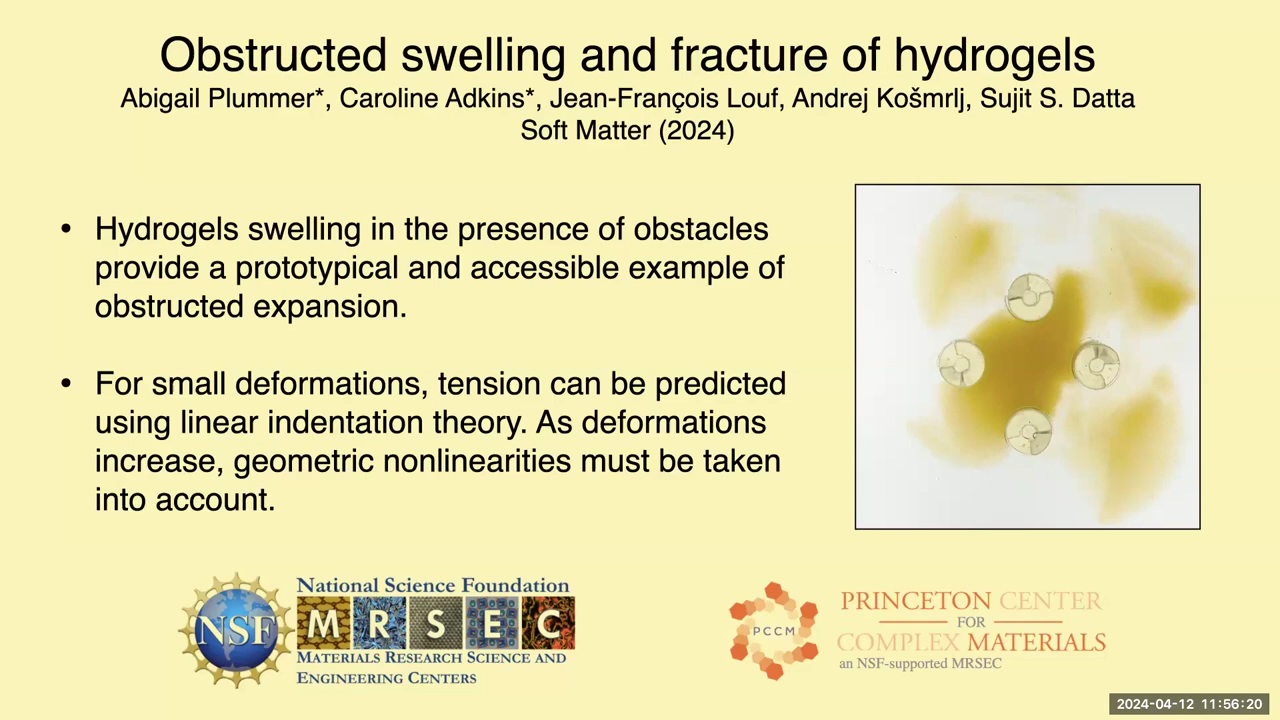 Obstructed swelling and fracture of hydrogels
Abigail Plummer*, Caroline Adkins*, Jean-François Louf, Andrej Košmrlj, Sujit S. Datta
Soft Matter (2024)
• Hydrogels swelling in the presence of obstacles
provide a prototypical and accessible example of
obstructed expansion.
• For small deformations, tension can be predicted
using linear indentation theory. As deformations
increase, geometric nonlinearities must be taken
into account.
NSF
National Science Foundation
M R S E C
MATERIALS RESEARCH SCIENCE AND
ENGINEERING CENTERS
PCCM
PRINCETON CENTER
FOR
COMPLEX MATERIALS
an NSF-supported MRSEC
2024-04-12 11:56:20